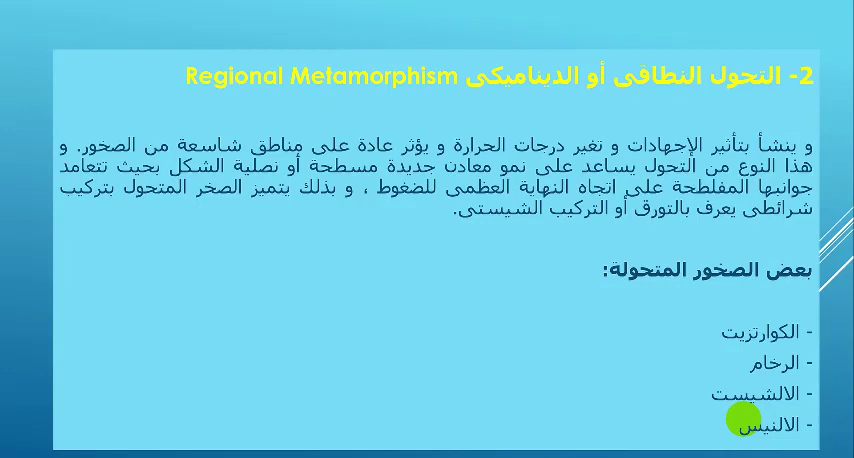 2- التحول النطاقى أو الديناميكى Regional Metamorphism
و ينشأ بتأثير الإجهادات و تغير درجات الحرارة و يؤثر عادة على مناطق شاسعة من الصخور. و
هذا النوع من التحول يساعد على نمو معادن جديدة مسطحة أو نصلية الشكل بحيث تتعامد
جوانبها المفلطحة على اتجاه النهاية العظمى للضغوط ، و بذلك يتميز الصخر المتحول بتركيب
شرائطى يعرف بالتورق أو التركيب الشيستى.
بعض الصخور المتحولة:
- الكوارتزيت
- الرخام
- الالشيست
- الالنيس